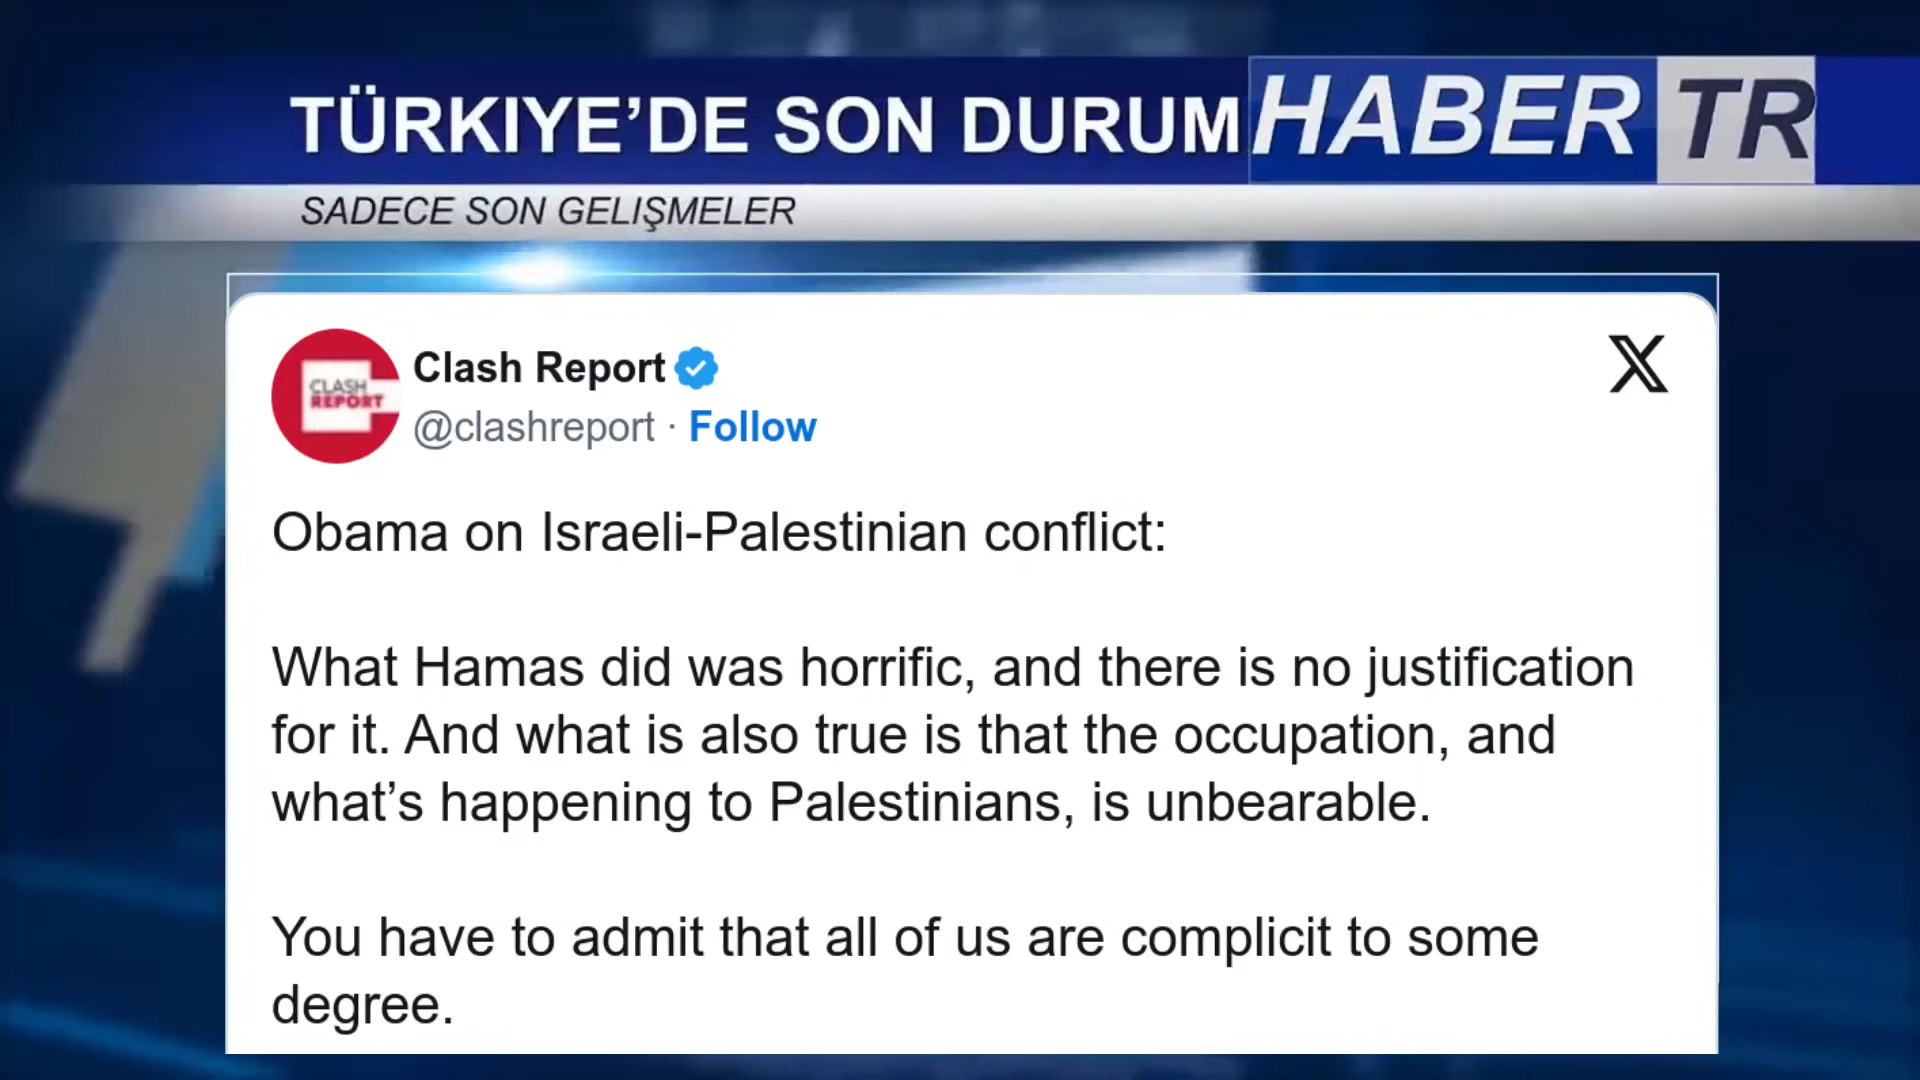 TÜRKIYE’DE SON DURUM HABER TR
SADECE SON GELIŞMELER
CLASH
REPORT
Clash Report
@clashreport · Follow
Obama on Israeli-Palestinian conflict:
What Hamas did was horrific, and there is no justification
for it. And what is also true is that the occupation, and
what’s happening to Palestinians, is unbearable.
You have to admit that all of us are complicit to some
degree.